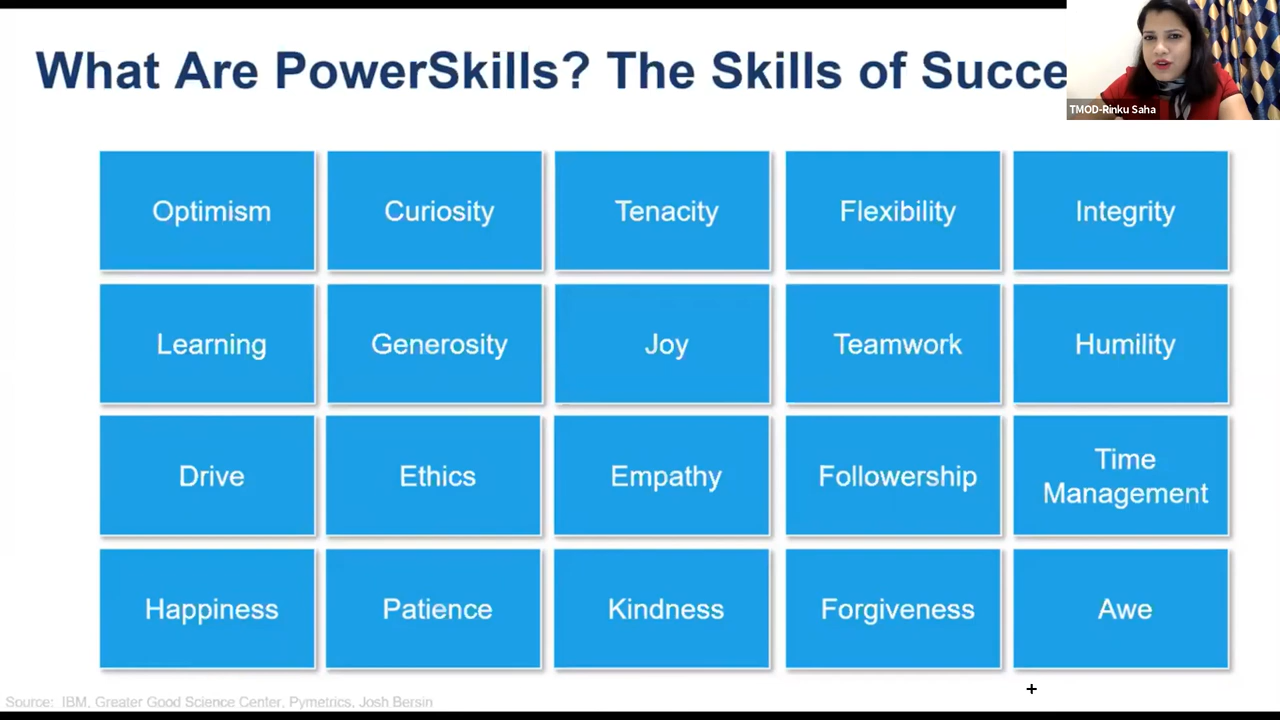 What Are PowerSkills? The Skills of Succe
TMOD-Rinku Saha
Optimism
Curiosity
Tenacity
Flexibility
Integrity
Learning
Generosity
Joy
Teamwork
Humility
Drive
Ethics
Empathy
Followership
Time
Management
Happiness
Patience
Kindness
Forgiveness
Awe
Source: IBM, Greater Good Science Center, Pymetrics, Josh Bersin